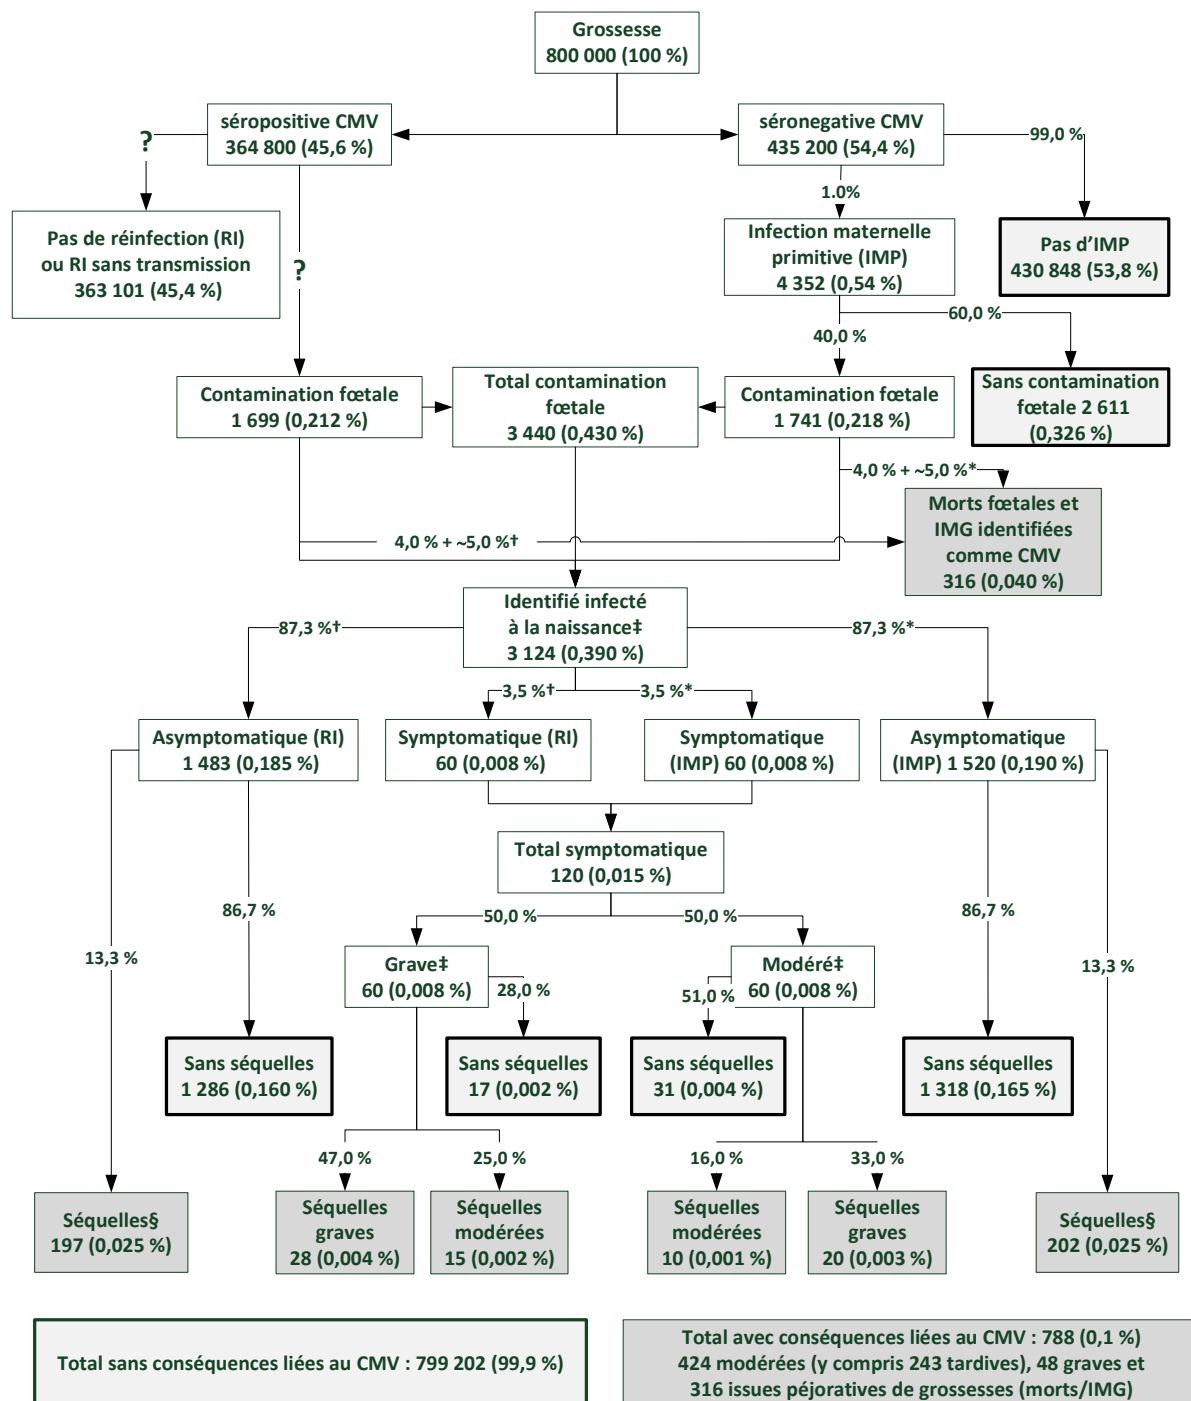 Grossesse
800 000 (100 %)
séropositive CMV
364 800 (45,6 %)
séronegative CMV
435 200 (54,4 %)
?
99,0 %
1.0%
Pas de réinfection (RI)
ou RI sans transmission
363 101 (45,4 %)
?
Infection maternelle
primitive (IMP)
4 352 (0,54 %)
Pas d'IMP
430 848 (53,8 %)
60,0 %
40,0 %
Contamination fœtale
1 699 (0,212 %)
Total contamination
fœtale
3 440 (0,430 %)
Contamination fœtale
1 741 (0,218 %)
Sans contamination
fœtale 2 611
(0,326 %)
4,0 % + ~5,0 %*
4,0 % + ~5,0 %†
Morts fœtales et
IMG identifiées
comme CMV
316 (0,040 %)
Identifié infecté
à la naissance‡
3 124 (0,390 %)
87,3 %†
87,3 %*
3,5 %†
3,5 %*
Asymptomatique (RI)
1 483 (0,185 %)
Symptomatique (RI)
60 (0,008 %)
Symptomatique
(IMP) 60 (0,008 %)
Asymptomatique
(IMP) 1 520 (0,190 %)
Total symptomatique
120 (0,015 %)
86,7 %
50,0 %
50,0 %
86,7 %
13,3 %
Grave‡
60 (0,008 %)
28,0 %
Modéré‡
60 (0,008 %)
51,0 %
13,3 %
Sans séquelles
1 286 (0,160 %)
Sans séquelles
17 (0,002 %)
Sans séquelles
31 (0,004 %)
Sans séquelles
1 318 (0,165 %)
47,0 %
25,0 %
16,0 %
33,0 %
Séquelles§
197 (0,025 %)
Séquelles
graves
28 (0,004 %)
Séquelles
modérées
15 (0,002 %)
Séquelles
modérées
10 (0,001 %)
Séquelles
graves
20 (0,003 %)
Séquelles§
202 (0,025 %)
Total sans conséquences liées au CMV : 799 202 (99,9 %)
Total avec conséquences liées au CMV : 788 (0,1 %)
424 modérées (y compris 243 tardives), 48 graves et
316 issues péjoratives de grossesses (morts/IMG)